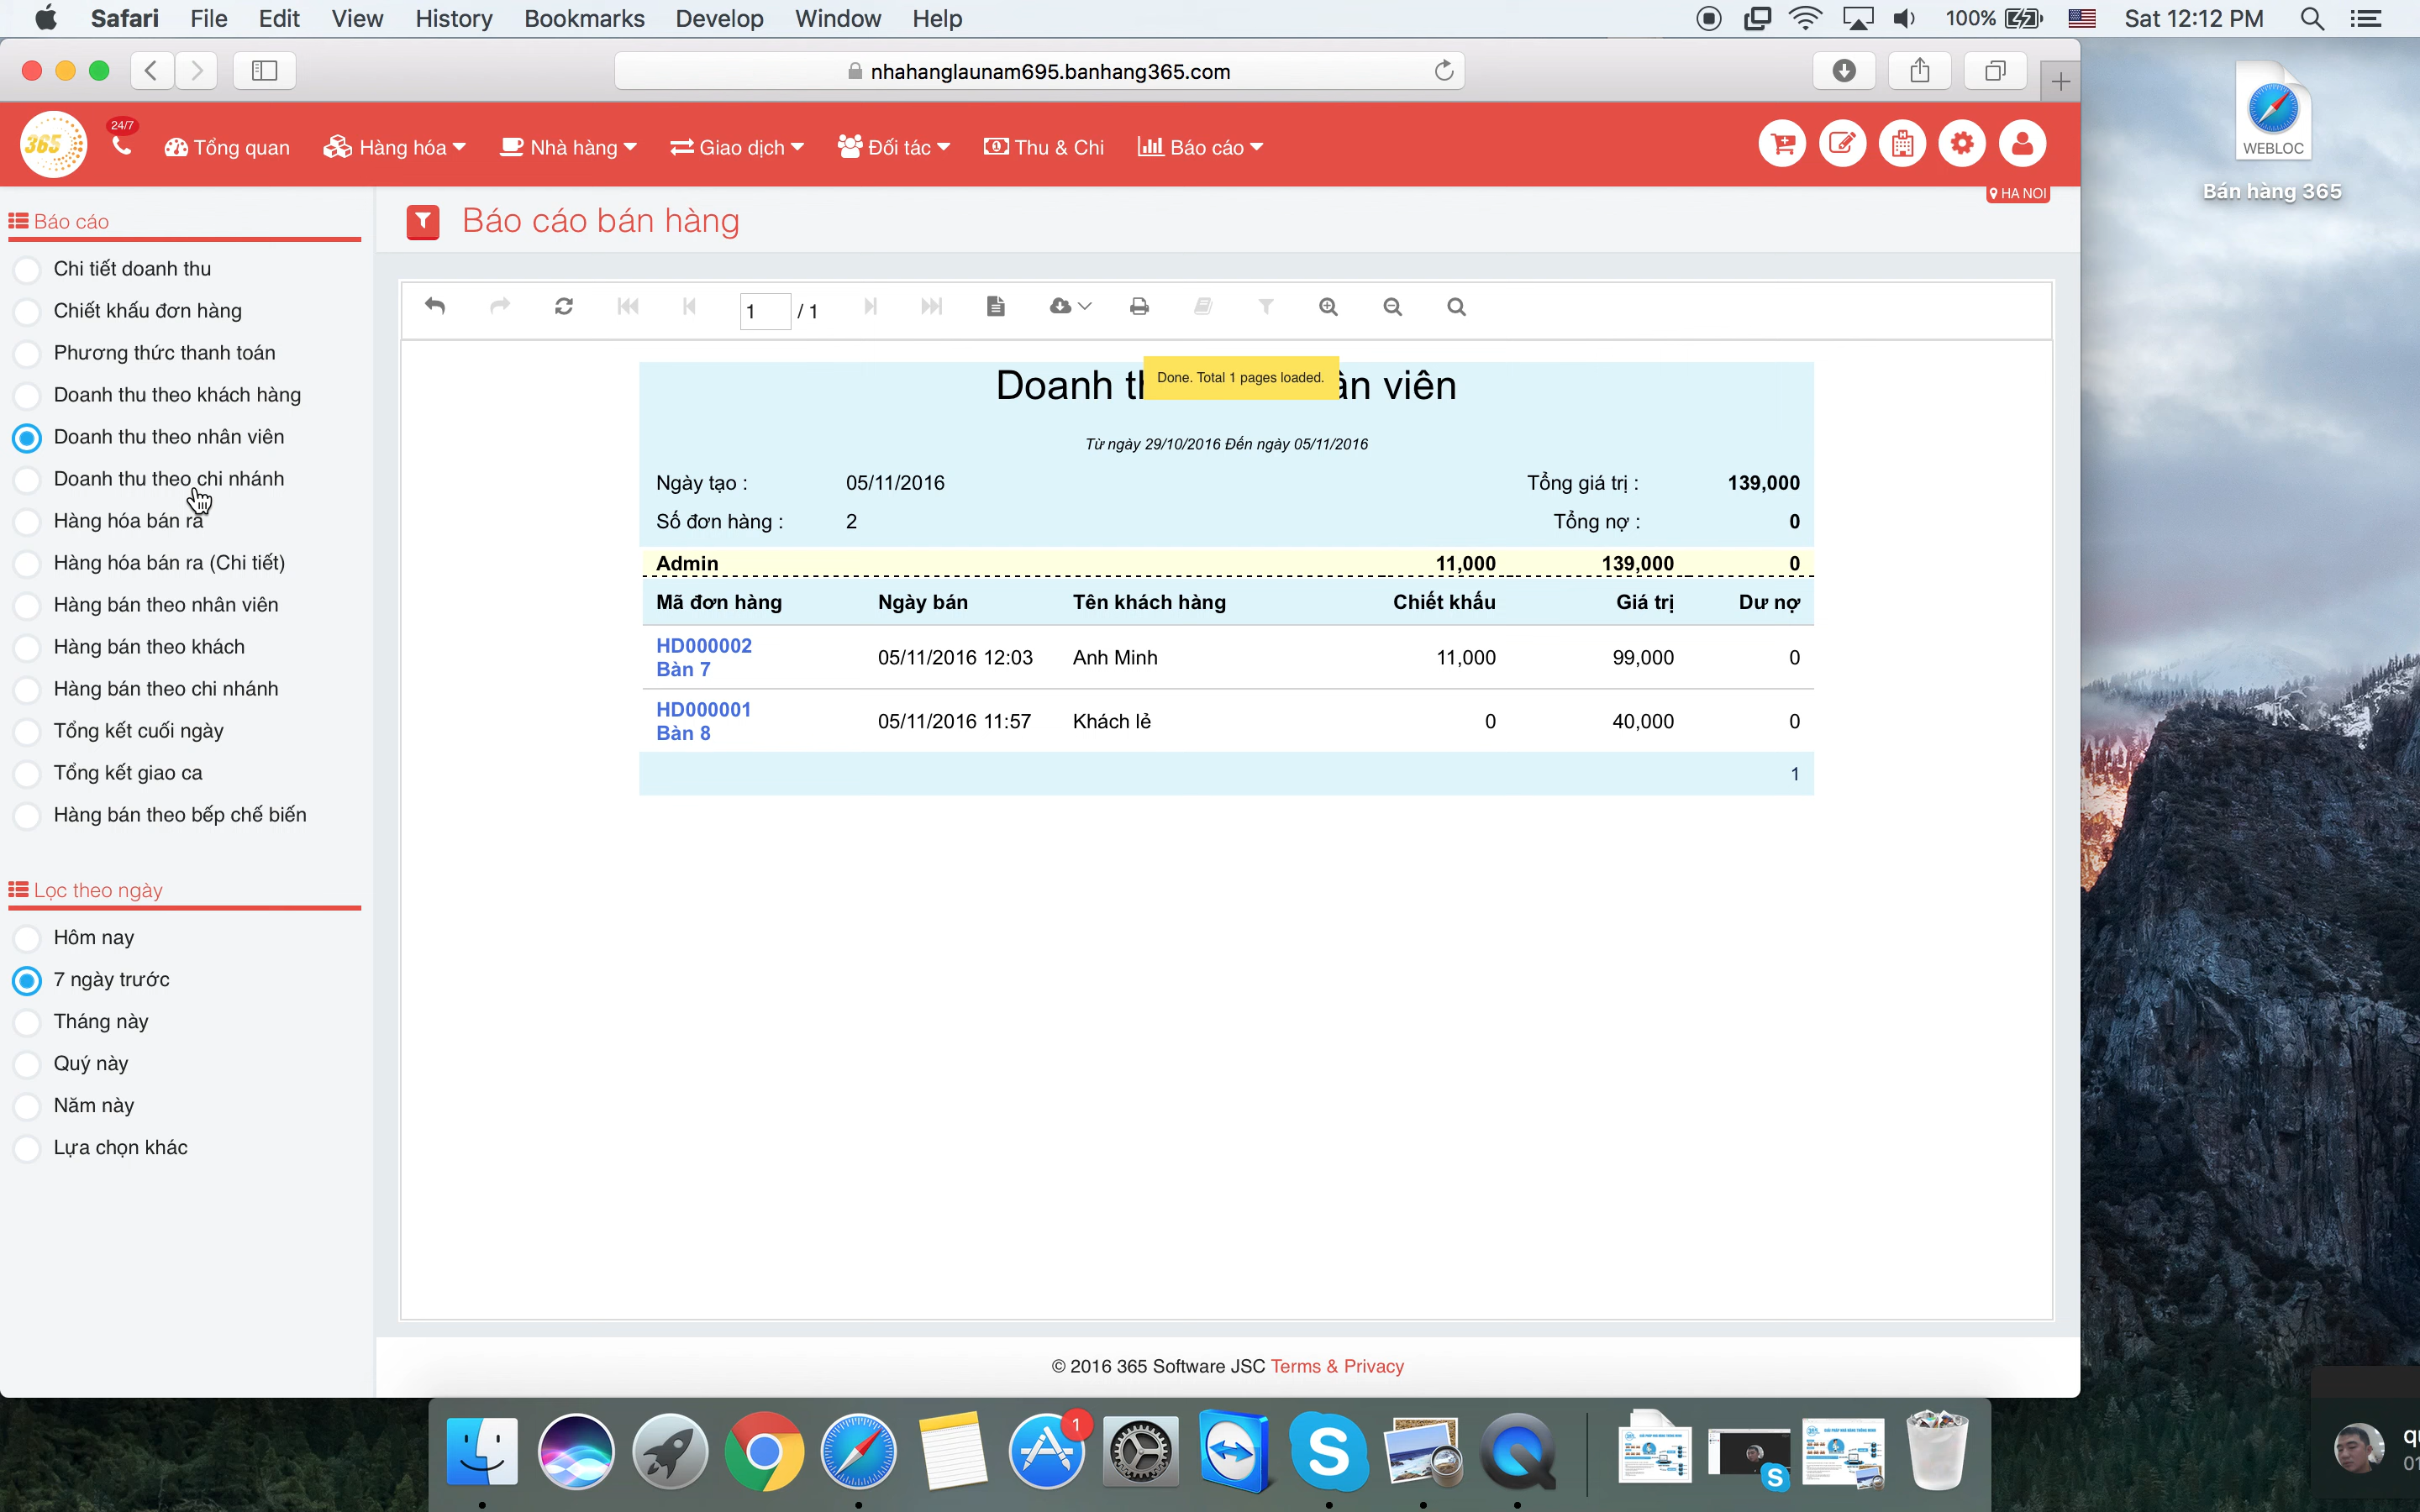 Safari File Edit View History Bookmarks Develop Window Help 100% Sat 12:12 PM
nhahanglaunam695.banhang365.com
WEBLOC
Bán hàng 365
365 24/7 Tổng quan Hàng hóa Nhà hàng Giao dịch Đối tác Thu & Chi Báo cáo
HA NOI
Báo cáo
Chi tiết doanh thu
Chiết khấu đơn hàng
Phương thức thanh toán
Doanh thu theo khách hàng
Doanh thu theo nhân viên
Doanh thu theo chi nhánh
Hàng hóa bán ra
Hàng hóa bán ra (Chi tiết)
Hàng bán theo nhân viên
Hàng bán theo khách
Hàng bán theo chi nhánh
Tổng kết cuối ngày
Tổng kết giao ca
Hàng bán theo bếp chế biến
Lọc theo ngày
Hôm nay
7 ngày trước
Tháng này
Quý này
Năm này
Lựa chọn khác
Báo cáo bán hàng
1 / 1
Doanh viên
Done. Total 1 pages loaded.
Từ ngày 29/10/2016 Đến ngày 05/11/2016
Ngày tạo : 05/11/2016 Tổng giá trị : 139,000
Số đơn hàng : 2 Tổng nợ : 0
Admin 11,000 139,000 0
Mã đơn hàng Ngày bán Tên khách hàng Chiết khấu Giá trị Dư nợ
HD000002
Bàn 7 05/11/2016 12:03 Anh Minh 11,000 99,000 0
HD000001
Bàn 8 05/11/2016 11:57 Khách lẻ 0 40,000 0
1
© 2016 365 Software JSC Terms & Privacy
1